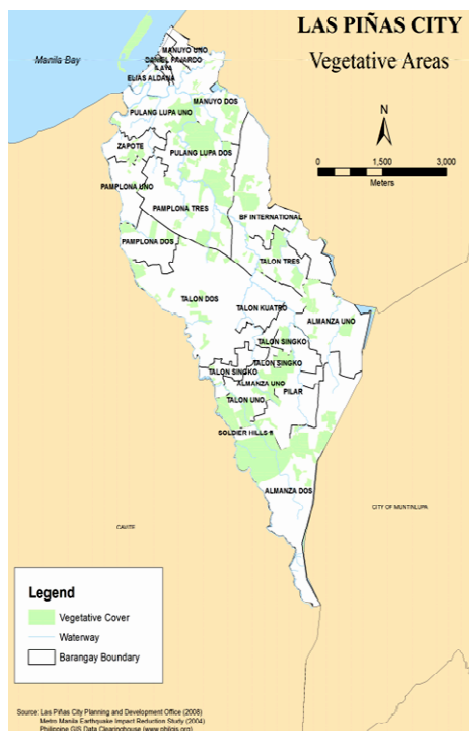 LAS PIÑAS CITY
Vegetative Areas
N
0 1,500 3,000
Meters
Manila Bay
MANUYO UNO
DANIEL FAJARDO
ILAYA
ELIAS ALDANA
MANUYO DOS
PULANG LUPA UNO
ZAPOTE
PULANG LUPA DOS
PAMPLONA UNO
PAMPLONA TRES
BF INTERNATIONAL
PAMPLONA DOS
TALON TRES
TALON DOS
TALON KUATRO
ALMANZA UNO
TALON SINGKO
TALON SINGKO
TALON SINGKO
ALMANZA UNO
PILAR
TALON UNO
SOLDIER HILLS
ALMANZA DOS
CITY OF MUNTINLUPA
CAVITE
Legend
Vegetative Cover
Waterway
Barangay Boundary
Source: Las Piñas City Planning and Development Office (2008)
Metro Manila Earthquake Impact Reduction Study (2004)
Philippine GIS Data Clearinghouse (www.philgis.org)